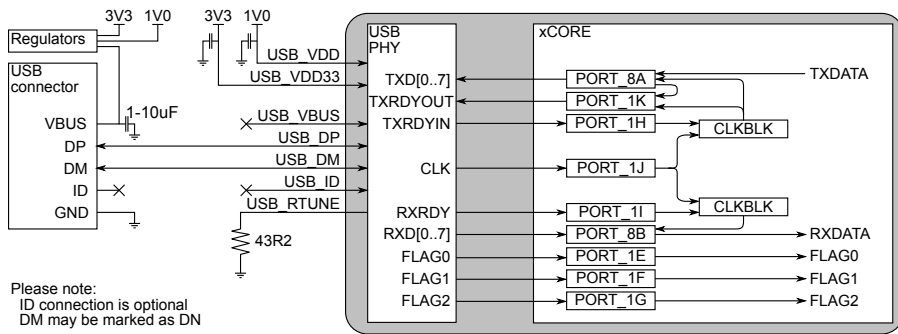 3V3 1V0 3V3 1V0
Regulators
USB connector
VBUS
DP
DM
ID
GND
1-10uF
USB_VDD
USB_VDD33
USB_VBUS
USB_DP
USB_DM
USB_ID
USB_RTUNE
43R2
USB PHY
TXD[0..7]
TXRDYOUT
TXRDYIN
CLK
RXRDY
RXD[0..7]
FLAG0
FLAG1
FLAG2
xCORE
PORT_8A
PORT_1K
PORT_1H
PORT_1J
PORT_1I
PORT_8B
PORT_1E
PORT_1F
PORT_1G
CLKBLK
CLKBLK
TXDATA
RXDATA
FLAG0
FLAG1
FLAG2
Please note:
ID connection is optional
DM may be marked as DN